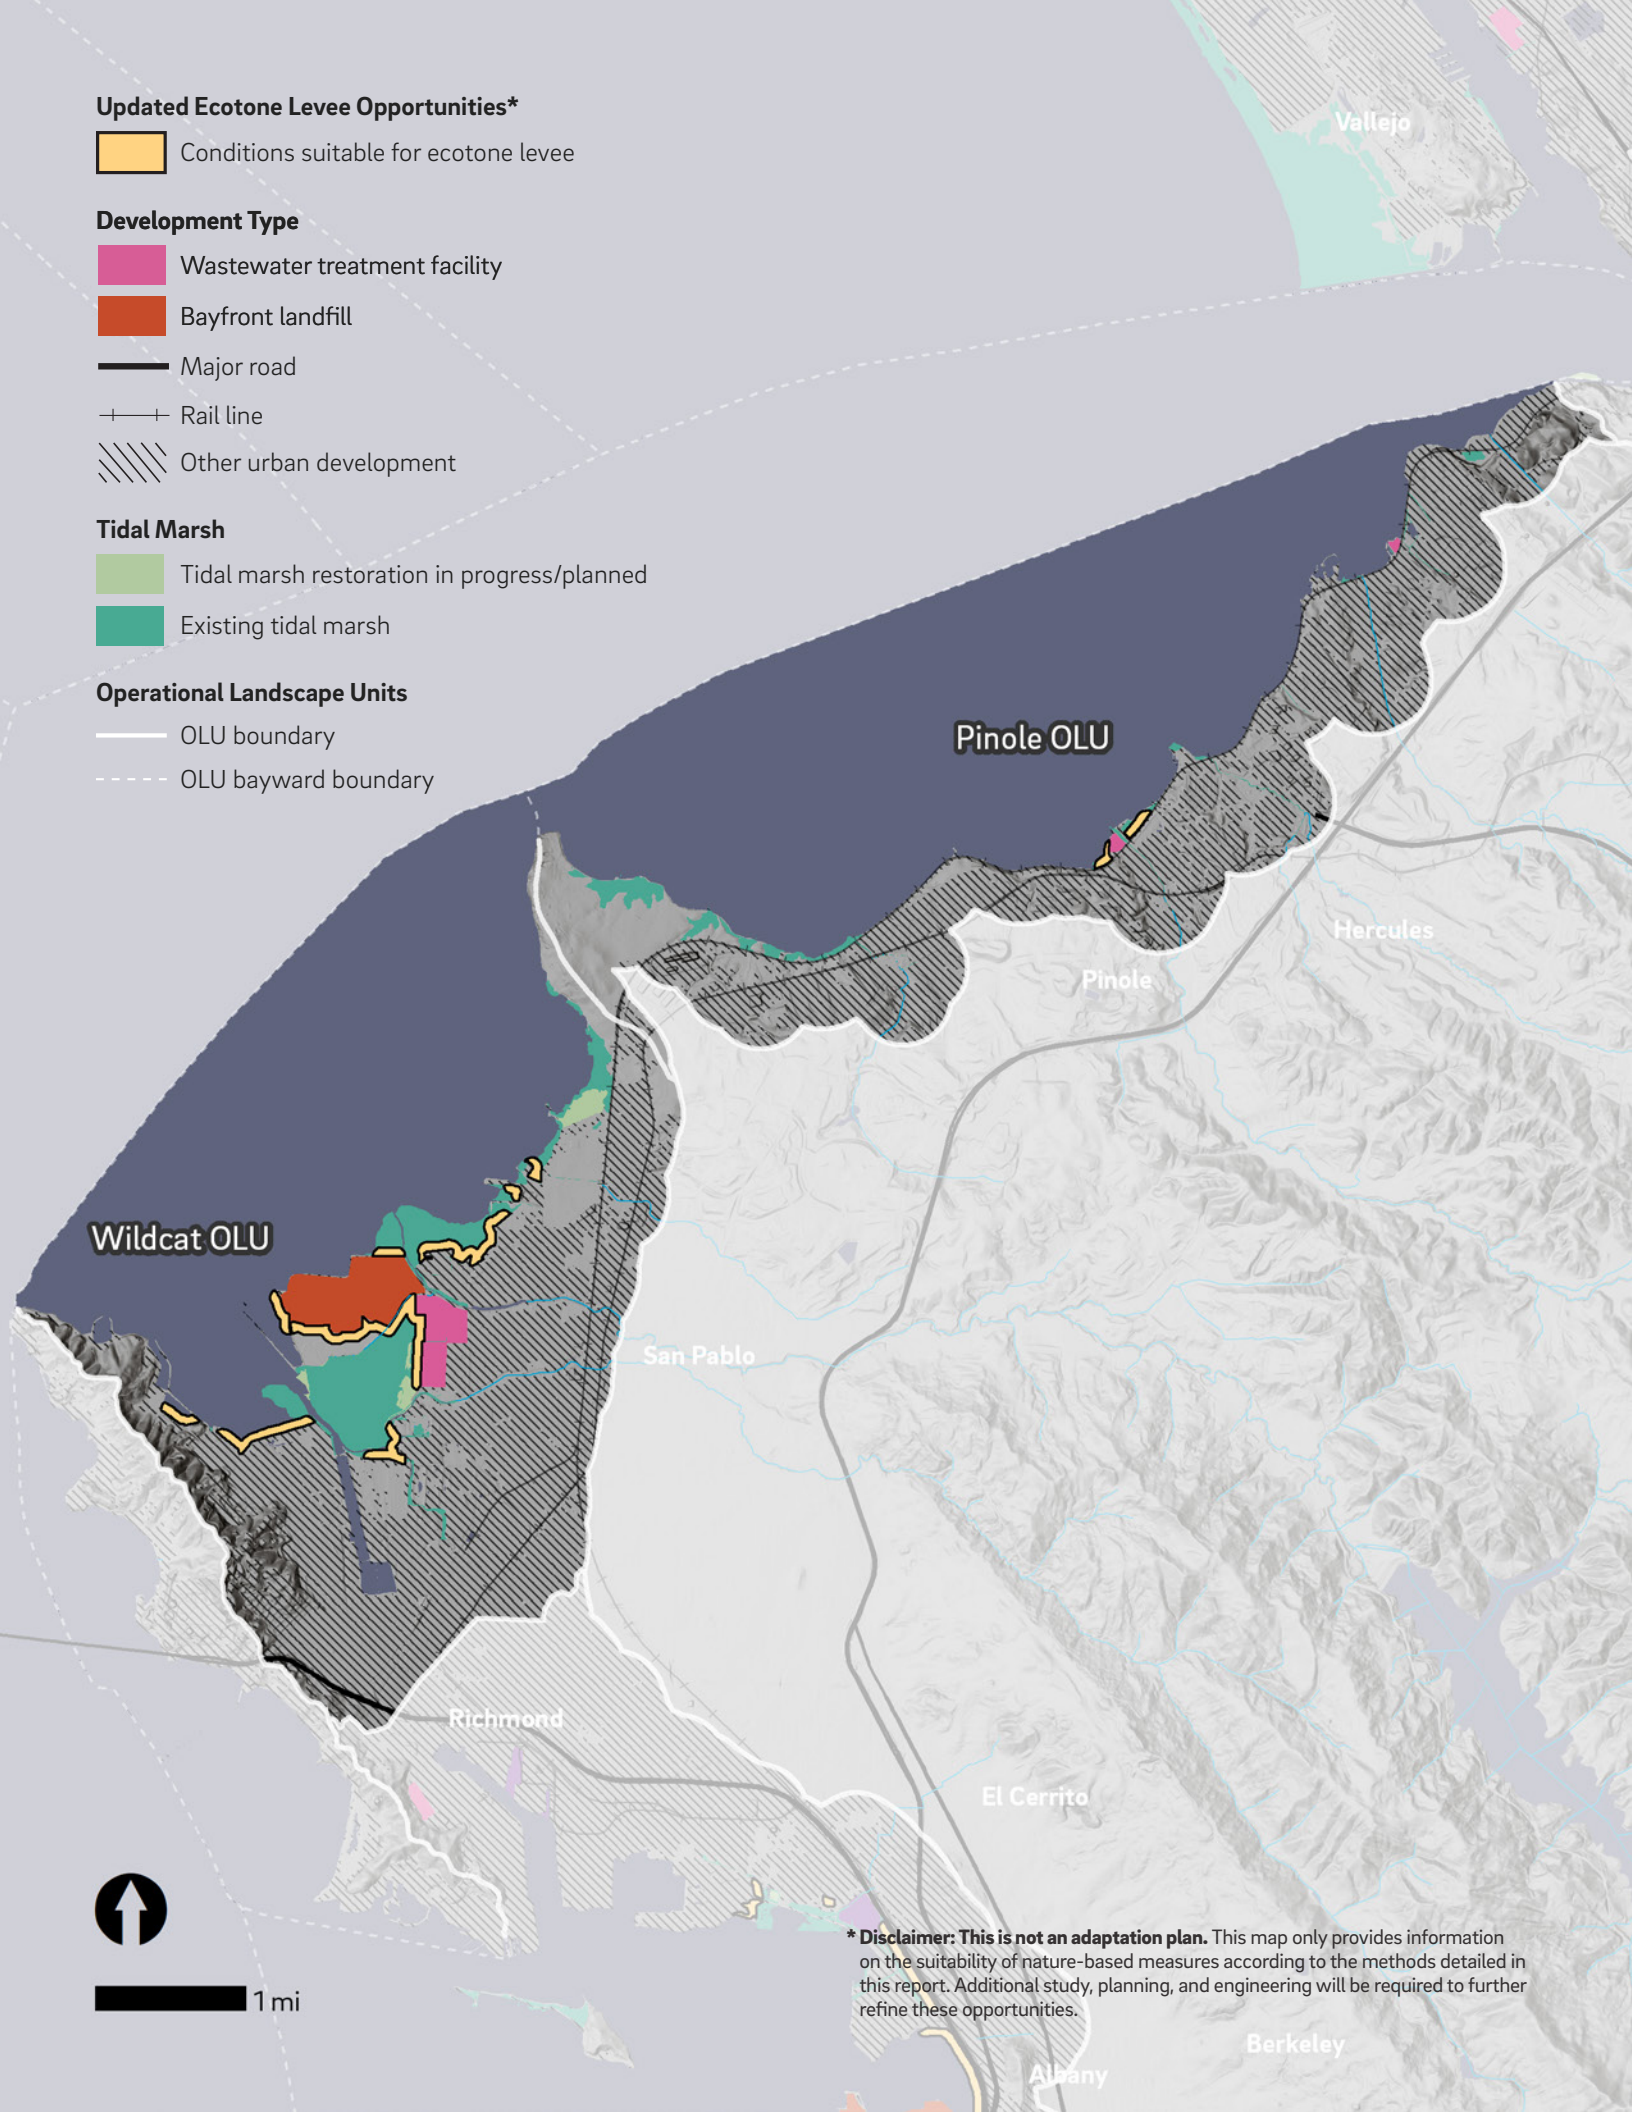 Updated Ecotone Levee Opportunities*
Conditions suitable for ecotone levee
Development Type
Wastewater treatment facility
Bayfront landfill
Major road
Rail line
Other urban development
Tidal Marsh
Tidal marsh restoration in progress/planned
Existing tidal marsh
Operational Landscape Units
OLU boundary
OLU bayward boundary
Vallejo
Pinole OLU
Hercules
Pinole
Wildcat OLU
San Pablo
Richmond
El Cerrito
* Disclaimer: This is not an adaptation plan. This map only provides information
on the suitability of nature-based measures according to the methods detailed in
this report. Additional study, planning, and engineering will be required to further
refine these opportunities.
1 mi
Berkeley
Albany